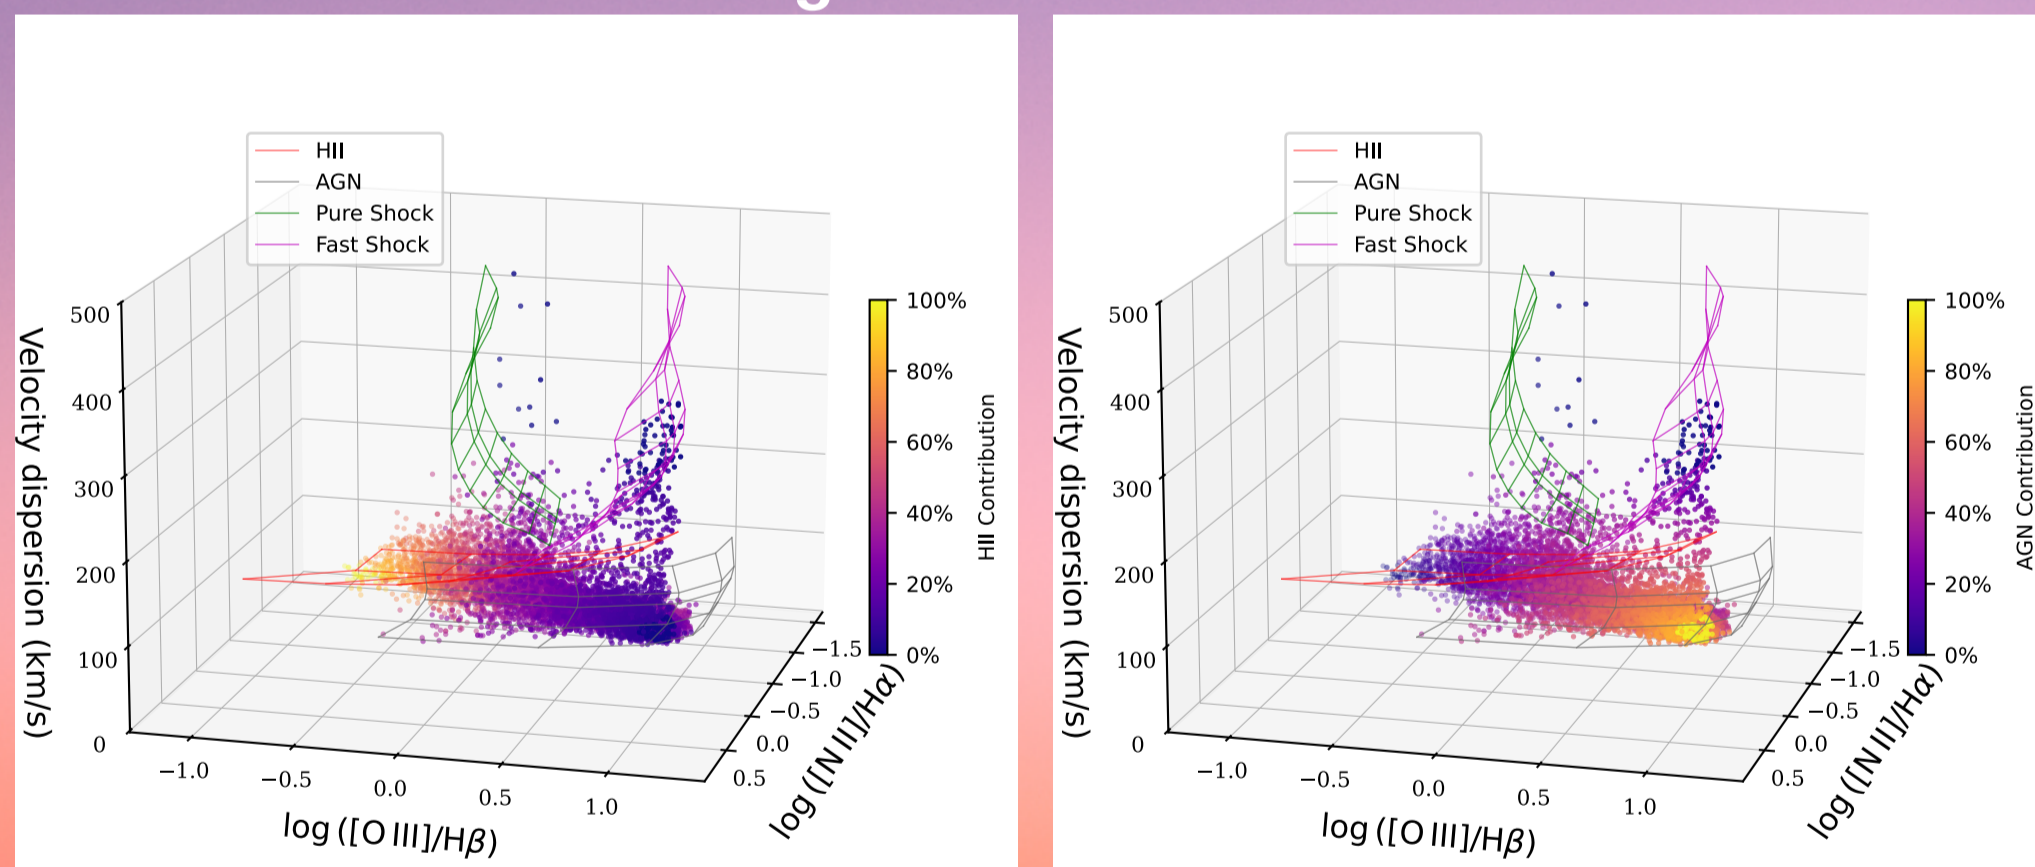 HII
AGN
Pure Shock
Fast Shock
500
400
300
200
100
0
Velocity dispersion (km/s)
−1.0
−0.5
0.0
0.5
1.0
log ([O III]/Hβ)
−1.5
−1.0
−0.5
0.0
0.5
log ([N II]/Hα)
100%
80%
60%
40%
20%
0%
HII Contribution
HII
AGN
Pure Shock
Fast Shock
500
400
300
200
100
0
Velocity dispersion (km/s)
−1.0
−0.5
0.0
0.5
1.0
log ([O III]/Hβ)
−1.5
−1.0
−0.5
0.0
0.5
log ([N II]/Hα)
100%
80%
60%
40%
20%
0%
AGN Contribution